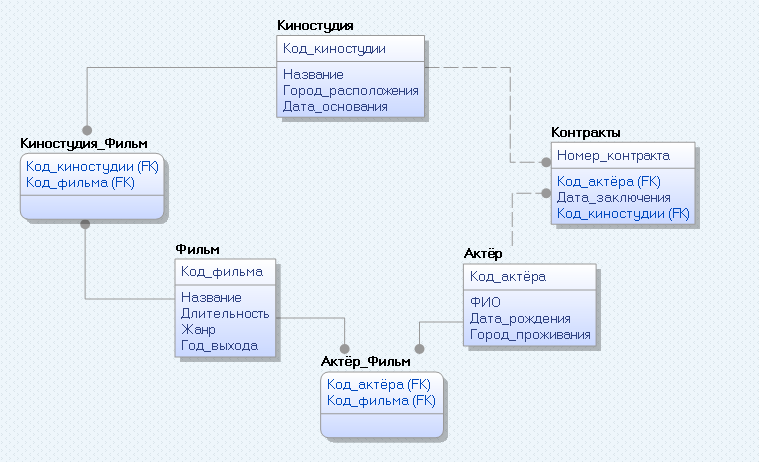 Киностудия
Код_киностудии
Название
Город_расположения
Дата_основания
Киностудия_Фильм
Код_киностудии (FK)
Код_фильма (FK)
Контракты
Номер_контракта
Код_актёра (FK)
Дата_заключения
Код_киностудии (FK)
Фильм
Код_фильма
Название
Длительность
Жанр
Год_выхода
Актёр
Код_актёра
ФИО
Дата_рождения
Город_проживания
Актёр_Фильм
Код_актёра (FK)
Код_фильма (FK)